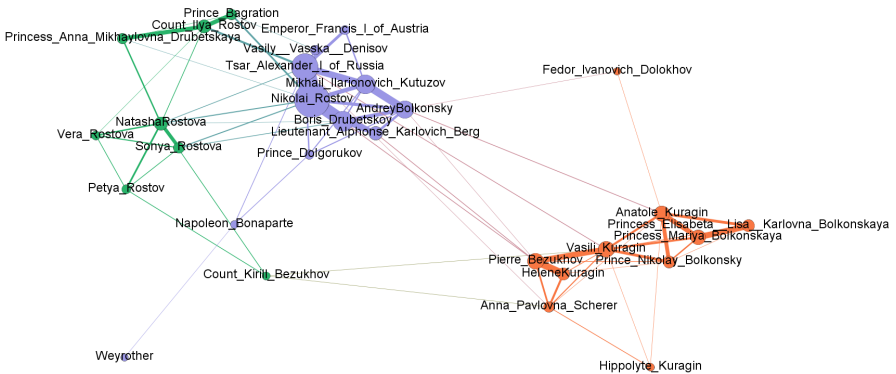 Prince_Bagration
Count_Ilya_Rostov
Emperor_Francis_I_of_Austria
Princess_Anna_Mikhaylovna_Drubetskaya
Vasily__Vasska__Denisov
Tsar_Alexander_I_of_Russia
Fedor_Ivanovich_Dolokhov
Mikhail_Ilarionovich_Kutuzov
Nikolai_Rostov
AndreyBolkonsky
NatashaRostova
Boris_Drubetskoy
Vera_Rostova
Lieutenant_Alphonse_Karlovich_Berg
Sonya_Rostova
Prince_Dolgorukov
Petya_Rostov
Anatole_Kuragin
Napoleon_Bonaparte
Princess_Elisabeta__Lisa__Karlovna_Bolkonskaya
Princess_Mariya_Bolkonskaya
Vasili_Kuragin
Pierre_Bezukhov
Prince_Nikolay_Bolkonsky
Count_Kirill_Bezukhov
HeleneKuragin
Anna_Pavlovna_Scherer
Weyrother
Hippolyte_Kuragin